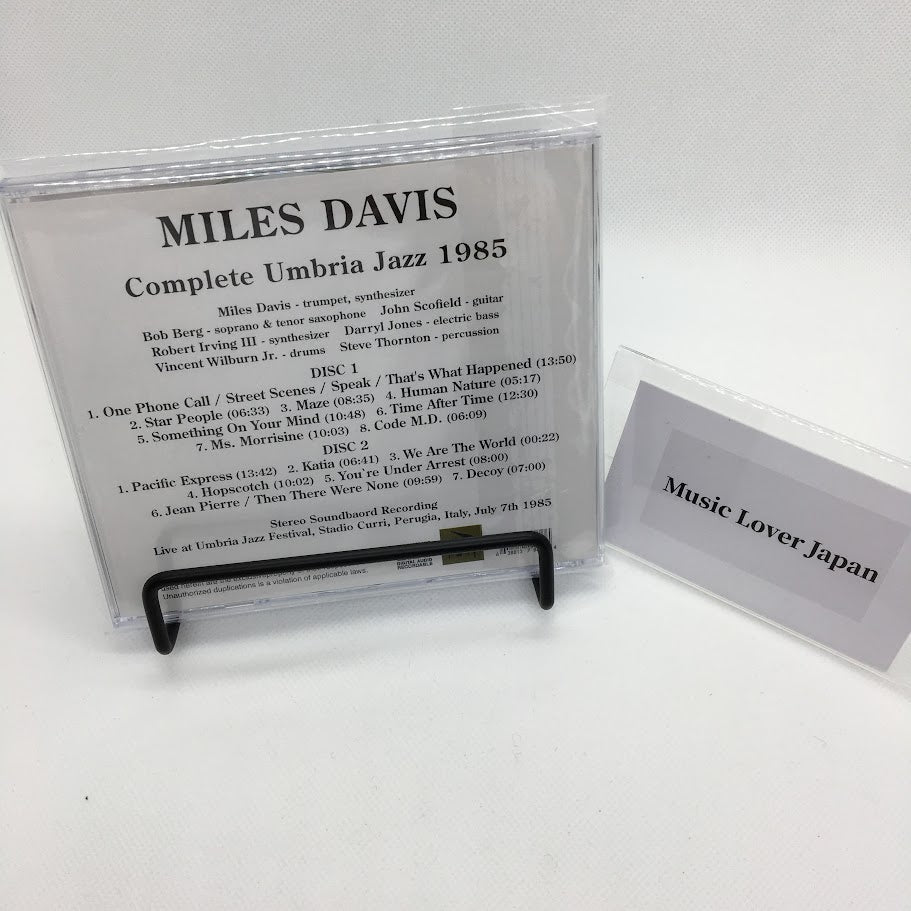 MILES DAVIS
Complete Umbria Jazz 1985
Miles Davis - trumpet, synthesizer
Bob Berg - soprano & tenor saxophone John Scofield - guitar
Robert Irving III - synthesizer Darryl Jones - electric bass
Vincent Wilburn Jr. - drums Steve Thornton - percussion
DISC 1
1. One Phone Call / Street Scenes / Speak / That's What Happened (13:50)
2. Star People (06:33) 3. Maze (08:35) 4. Human Nature (05:17)
5. Something On Your Mind (10:48) 6. Time After Time (12:30)
7. Ms. Morrisine (10:03) 8. Code M.D. (06:09)
DISC 2
1. Pacific Express (13:42) 2. Katia (06:41) 3. We Are The World (00:22)
4. Hopscotch (10:02) 5. You're Under Arrest (08:00)
6. Jean Pierre / Then There Were None (09:59) 7. Decoy (07:00)
Stereo Soundbaord Recording
Live at Umbria Jazz Festival, Stadio Curri, Perugia, Italy, July 7th 1985
used herein are the
Unauthorized duplications is a violation of applicable laws.
DIGITAL AUDIO
RECORDABLE
Music Lover Japan